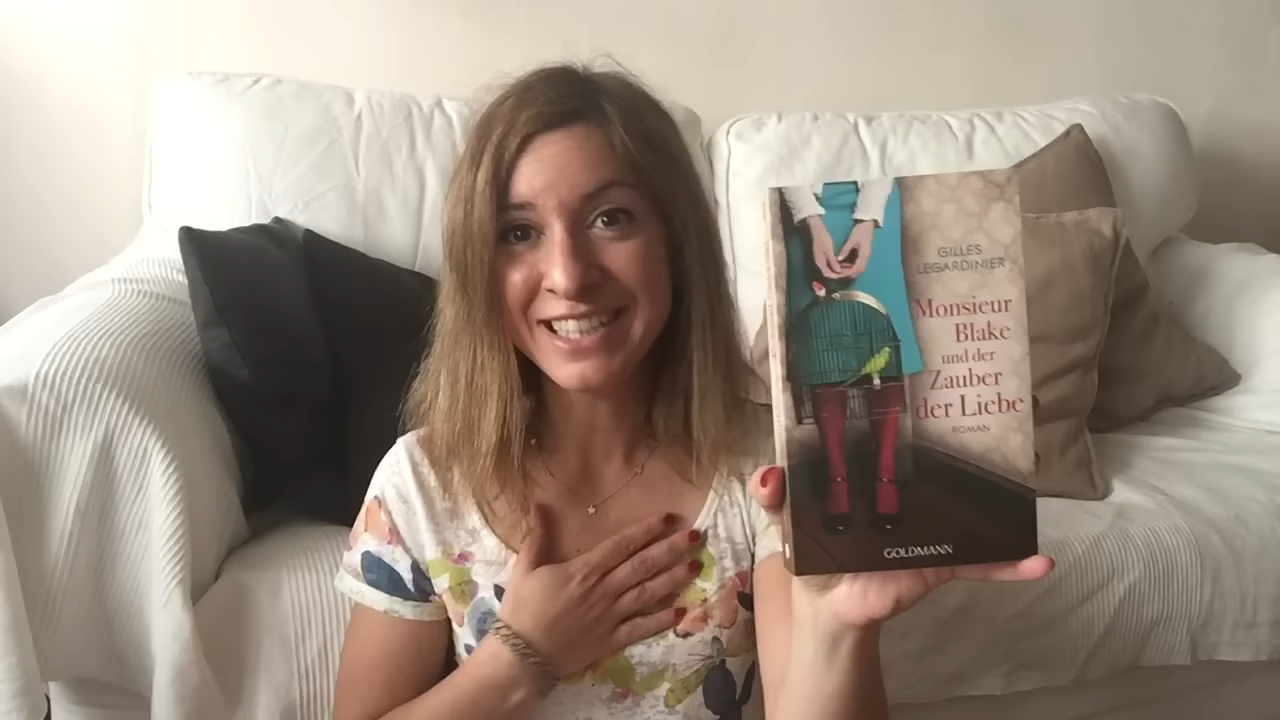 GILLES
LEGARDINIER
Monsieur
Blake
und der
Zauber
der Liebe
ROMAN
GOLDMANN